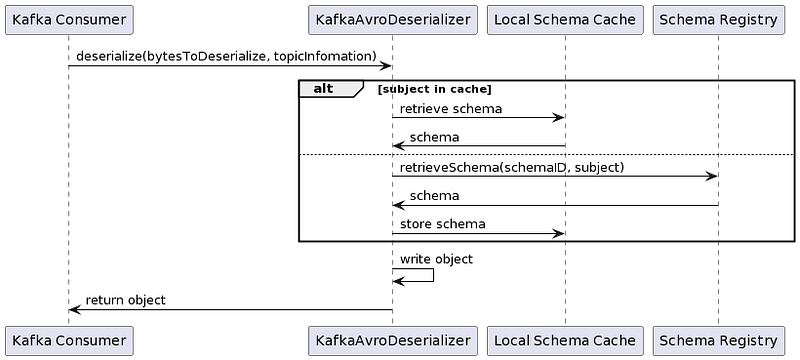 Kafka Consumer
KafkaAvroDeserializer
Local Schema Cache
Schema Registry
deserialize(bytesToDeserialize, topicInfomation)
alt
[subject in cache]
retrieve schema
schema
retrieveSchema(schemaID, subject)
schema
store schema
write object
return object
Kafka Consumer
KafkaAvroDeserializer
Local Schema Cache
Schema Registry